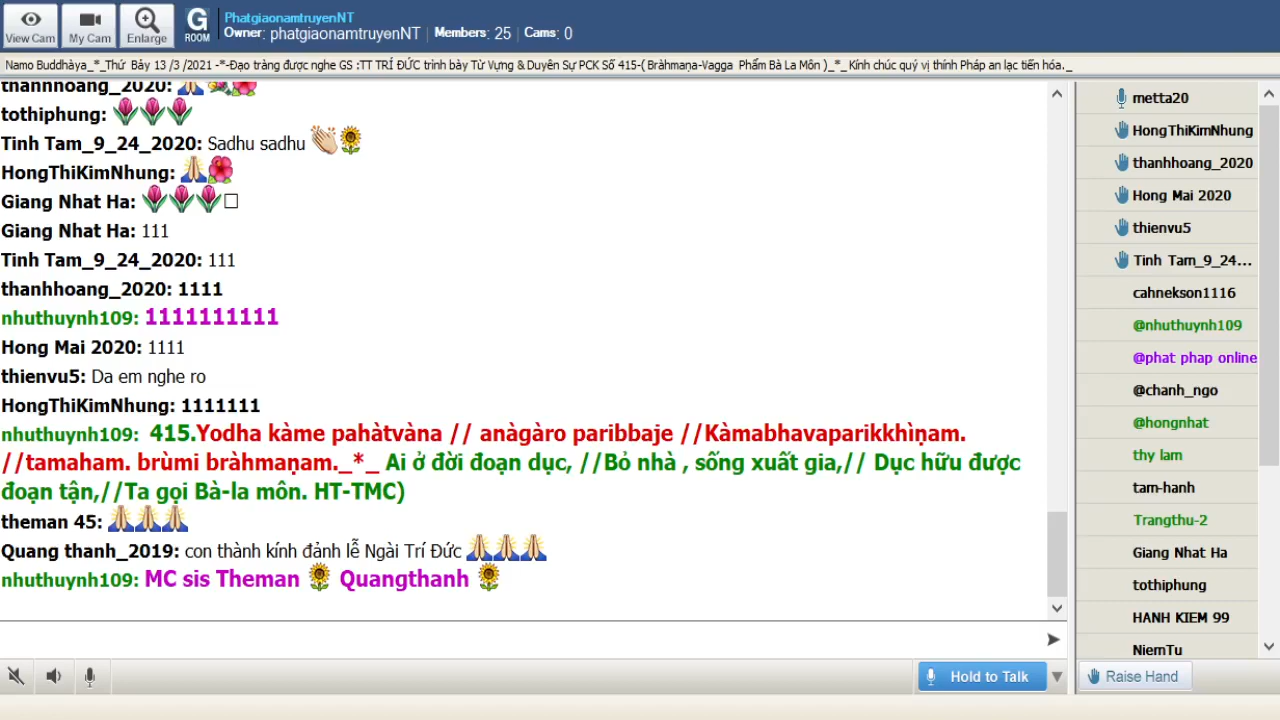 View Cam
My Cam
Enlarge
G
ROOM
PhatgiaonamtruyenNT
Owner: phatgiaonamtruyenNT | Members: 25 | Cams: 0
Namo Buddhàya_*_Thứ Bảy 13 /3 /2021 -*-Đạo tràng được nghe GS :TT TRÍ ĐỨC trình bày Từ Vựng & Duyên Sự PCK Số 415-( Bràhmaṇa-Vagga Phẩm Bà La Môn )_*_ Kính chúc quý vị thính Pháp an lạc tiến hóa._
thanhhoang_2020:
tothiphung:
Tinh Tam_9_24_2020: Sadhu sadhu
HongThiKimNhung:
Giang Nhat Ha:
Giang Nhat Ha: 111
Tinh Tam_9_24_2020: 111
thanhhoang_2020: 1111
nhuthuynh109: 1111111111
Hong Mai 2020: 1111
thienvu5: Da em nghe ro
HongThiKimNhung: 1111111
nhuthuynh109: 415.Yodha kàme pahàtvàna // anàgàro paribbaje //Kàmabhavaparikkhìṇam.
//tamaham. brùmi bràhmaṇam._*_ Ai ở đời đoạn dục, //Bỏ nhà , sống xuất gia,// Dục hữu được
đoạn tận,//Ta gọi Bà-la môn. HT-TMC)
theman 45:
Quang thanh_2019: con thành kính đảnh lễ Ngài Trí Đức
nhuthuynh109: MC sis Theman Quangthanh
Hold to Talk
metta20
HongThiKimNhung
thanhhoang_2020
Hong Mai 2020
thienvu5
Tinh Tam_9_24...
cahnekson1116
@nhuthuynh109
@phat phap online
@chanh_ngo
@hongnhat
thy lam
tam-hanh
Trangthu-2
Giang Nhat Ha
tothiphung
HANH KIEM 99
NiemTu
Raise Hand